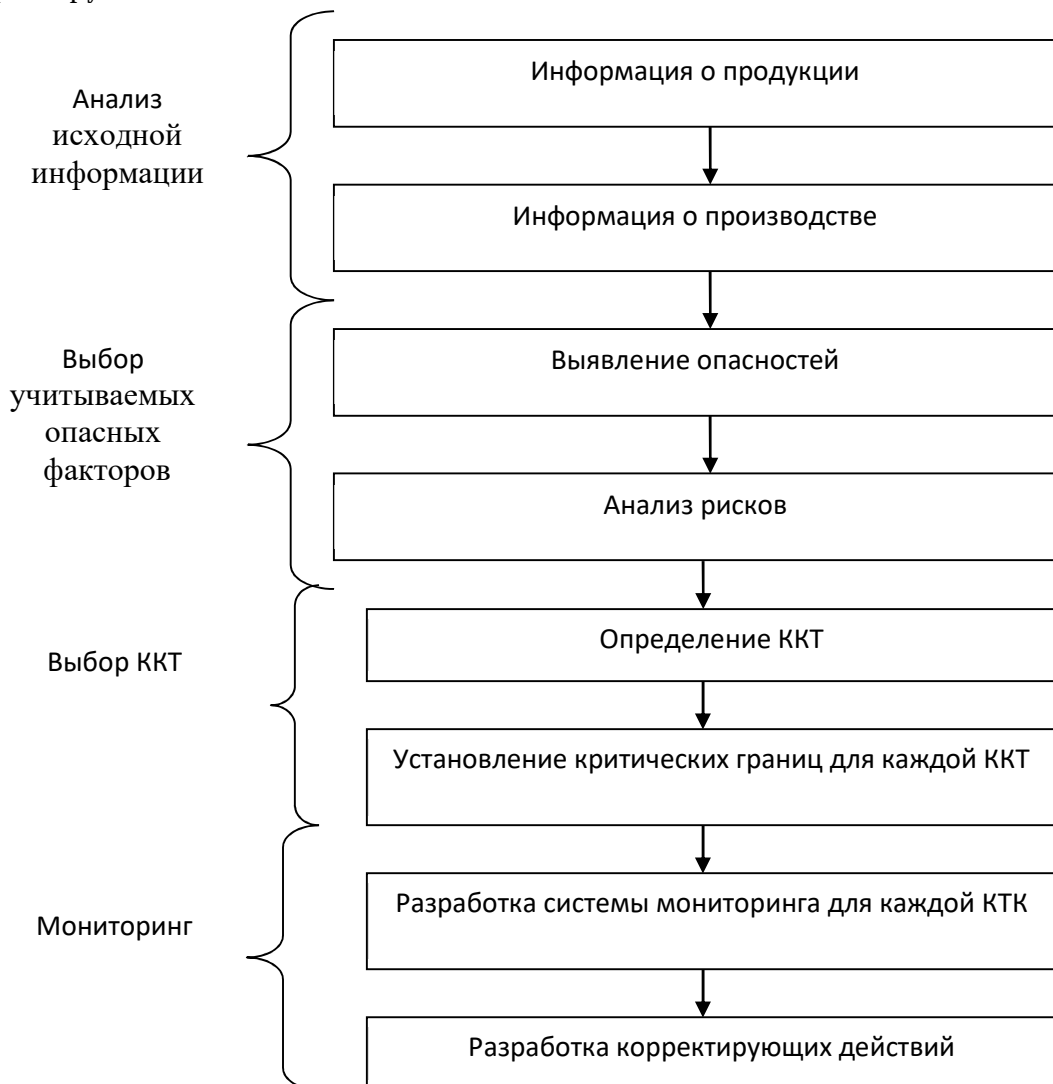 Информация о продукции
Анализ
исходной
информации
Информация о производстве
Выявление опасностей
Выбор
учитываемых
опасных
факторов
Анализ рисков
Определение ККТ
Выбор ККТ
Установление критических границ для каждой ККТ
Разработка системы мониторинга для каждой КТК
Мониторинг
Разработка корректирующих действий